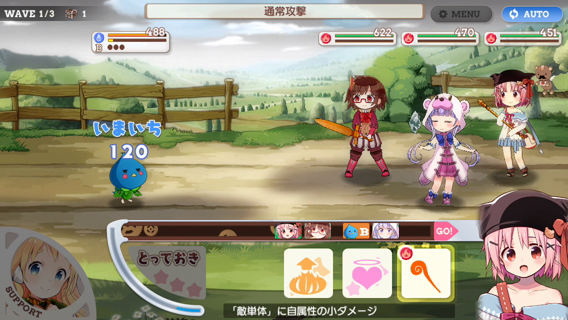 WAVE 1/3 1
通常攻撃
MENU
AUTO
488
B
622
470
451
いまいち
120
B
GO!
とっておき
SUPPORT
「敵単体」に自属性の小ダメージ